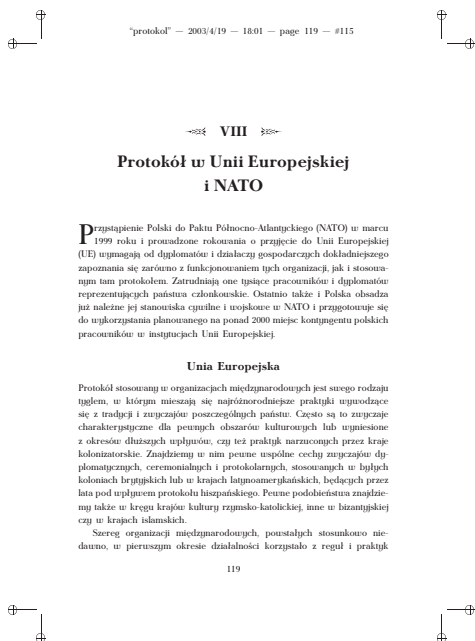 “protokol” — 2003/4/19 — 18:01 — page 119 — #115
VIII
Protokół w Unii Europejskiej
i NATO
Przystąpienie Polski do Paktu Północno-Atlantyckiego (NATO) w marcu
1999 roku i prowadzone rokowania o przyjęcie do Unii Europejskiej
(UE) wymagają od dyplomatów i działaczy gospodarczych dokładniejszego
zapoznania się zarówno z funkcjonowaniem tych organizacji, jak i stosowa-
nym tam protokołem. Zatrudniają one tysiące pracowników i dyplomatów
reprezentujących państwa członkowskie. Ostatnio także i Polska obsadza
już należne jej stanowiska cywilne i wojskowe w NATO i przygotowuje się
do wykorzystania planowanego na ponad 2000 miejsc kontyngentu polskich
pracowników w instytucjach Unii Europejskiej.
Unia Europejska
Protokół stosowany w organizacjach międzynarodowych jest swego rodzaju
tyglem, w którym mieszają się najróżnorodniejsze praktyki wywodzące
się z tradycji i zwyczajów poszczególnych państw. Często są to zwyczaje
charakterystyczne dla pewnych obszarów kulturowych lub wyniesione
z okresów dłuższych wpływów, czy też praktyk narzuconych przez kraje
kolonizatorskie. Znajdziemy w nim pewne wspólne cechy zwyczajów dy-
plomatycznych, ceremonialnych i protokolarnych, stosowanych w byłych
koloniach brytyjskich lub w krajach latynoamerykańskich, będących przez
lata pod wpływem protokołu hiszpańskiego. Pewne podobieństwa znajdzie-
my także w kręgu krajów kultury rzymsko-katolickiej, inne w bizantyjskiej
czy w krajach islamskich.
Szereg organizacji międzynarodowych, powstałych stosunkowo nie-
dawno, w pierwszym okresie działalności korzystało z reguł i praktyk
119